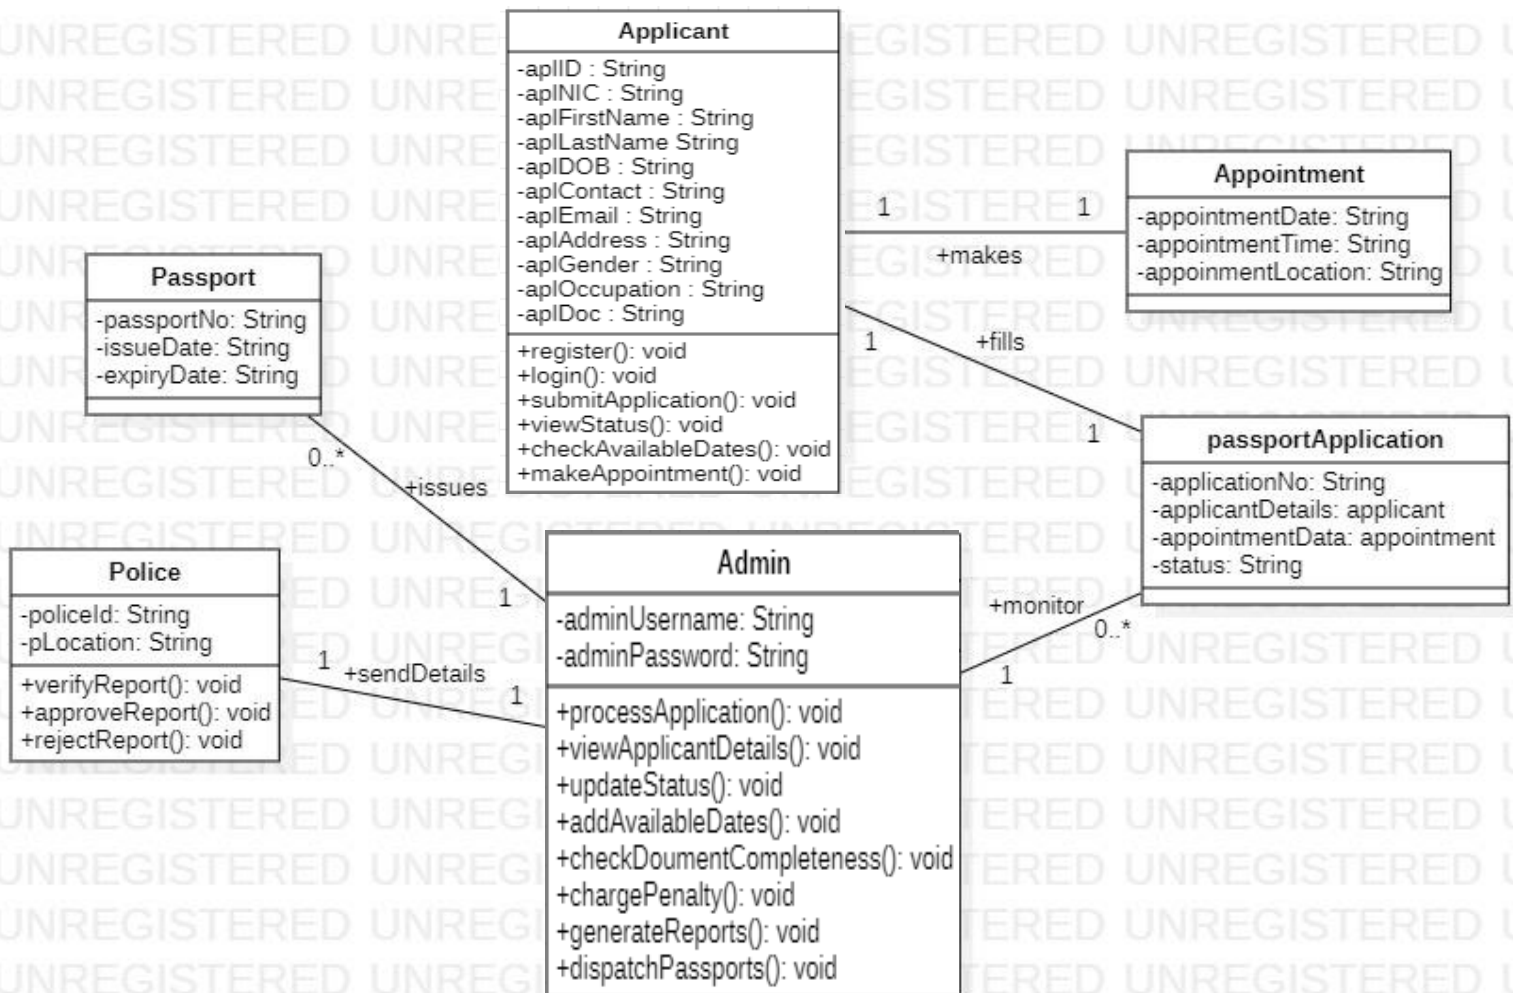 Applicant
-aplID : String
-aplNIC : String
-aplFirstName : String
-aplLastName String
-aplDOB : String
-aplContact : String
-aplEmail : String
-aplAddress : String
-aplGender : String
-aplOccupation : String
-aplDoc : String
+register(): void
+login(): void
+submitApplication(): void
+viewStatus(): void
+checkAvailableDates(): void
+makeAppointment(): void
1
1
+makes
Appointment
-appointmentDate: String
-appointmentTime: String
-appoinmentLocation: String
Passport
-passportNo: String
-issueDate: String
-expiryDate: String
1
+fills
1
passportApplication
-applicationNo: String
-applicantDetails: applicant
-appointmentData: appointment
-status: String
0..*
+issues
1
Police
-policeId: String
-pLocation: String
+verifyReport(): void
+approveReport(): void
+rejectReport(): void
1
+sendDetails
1
Admin
-adminUsername: String
-adminPassword: String
+processApplication(): void
+viewApplicantDetails(): void
+updateStatus(): void
+addAvailableDates(): void
+checkDoumentCompleteness(): void
+chargePenalty(): void
+generateReports(): void
+dispatchPassports(): void
+monitor
0..*
1
UNREGISTERED